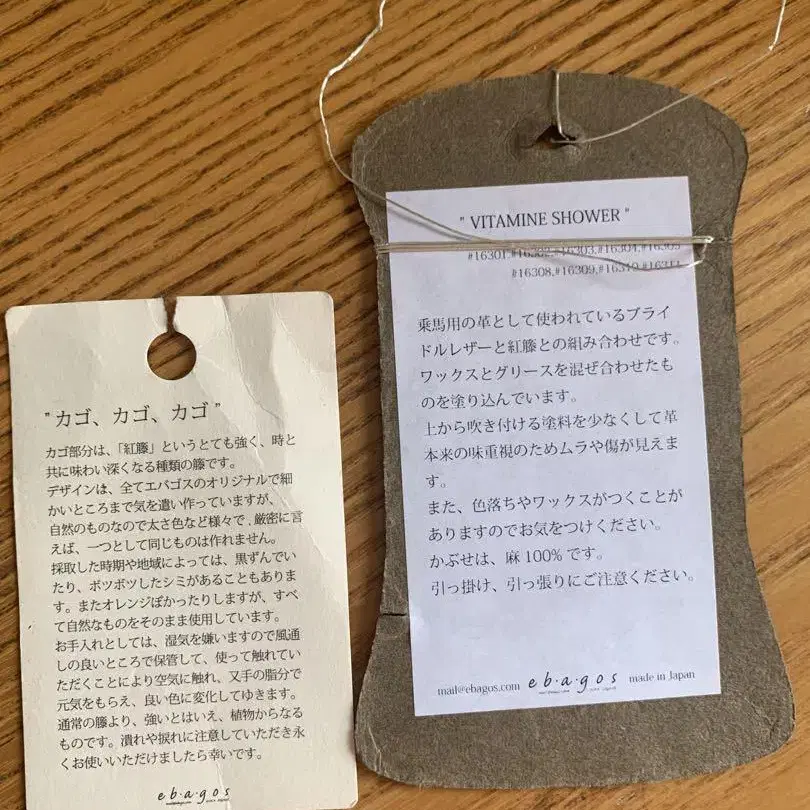 " カゴ、カゴ、カゴ "
カゴ部分は、「紅籐」というとても強く、時と
共に味わい深くなる種類の籐です。
デザインは、全てエバゴスのオリジナルで細
かいところまで気を遣い作っていますが、
自然のものなので太さ色など様々で、厳密に言
えば、一つとして同じものは作れません。
採取した時期や地域によっては、黒ずんでい
たり、ポツポツしたシミがあることもありま
す。またオレンジぽかったりしますが、すべ
て自然なものをそのまま使用しています。
お手入れとしては、湿気を嫌いますので風通
しの良いところで保管して、使って触れてい
ただくことにより空気に触れ、又手の脂分で
元気をもらえ、良い色に変化してゆきます。
通常の籐より、強いとはいえ、植物からなる
ものです。潰れや捩れに注意していただき永
くお使いいただけましたら幸いです。
e b・a・g o s
" VITAMINE SHOWER "
#16301,#16302,#16303,#16304,#16305
#16308,#16309,#16310,#16311
乗馬用の革として使われているブライ
ドルレザーと紅籐との組み合わせです。
ワックスとグリースを混ぜ合わせたも
のを塗り込んでいます。
上から吹き付ける塗料を少なくして革
本来の味重視のためムラや傷が見えま
す。
また、色落ちやワックスがつくことが
ありますのでお気をつけください。
かぶせは、麻 100% です。
引っ掛け、引っ張りにご注意ください。
mail@ebagos.com e b・a・g o s made in Japan